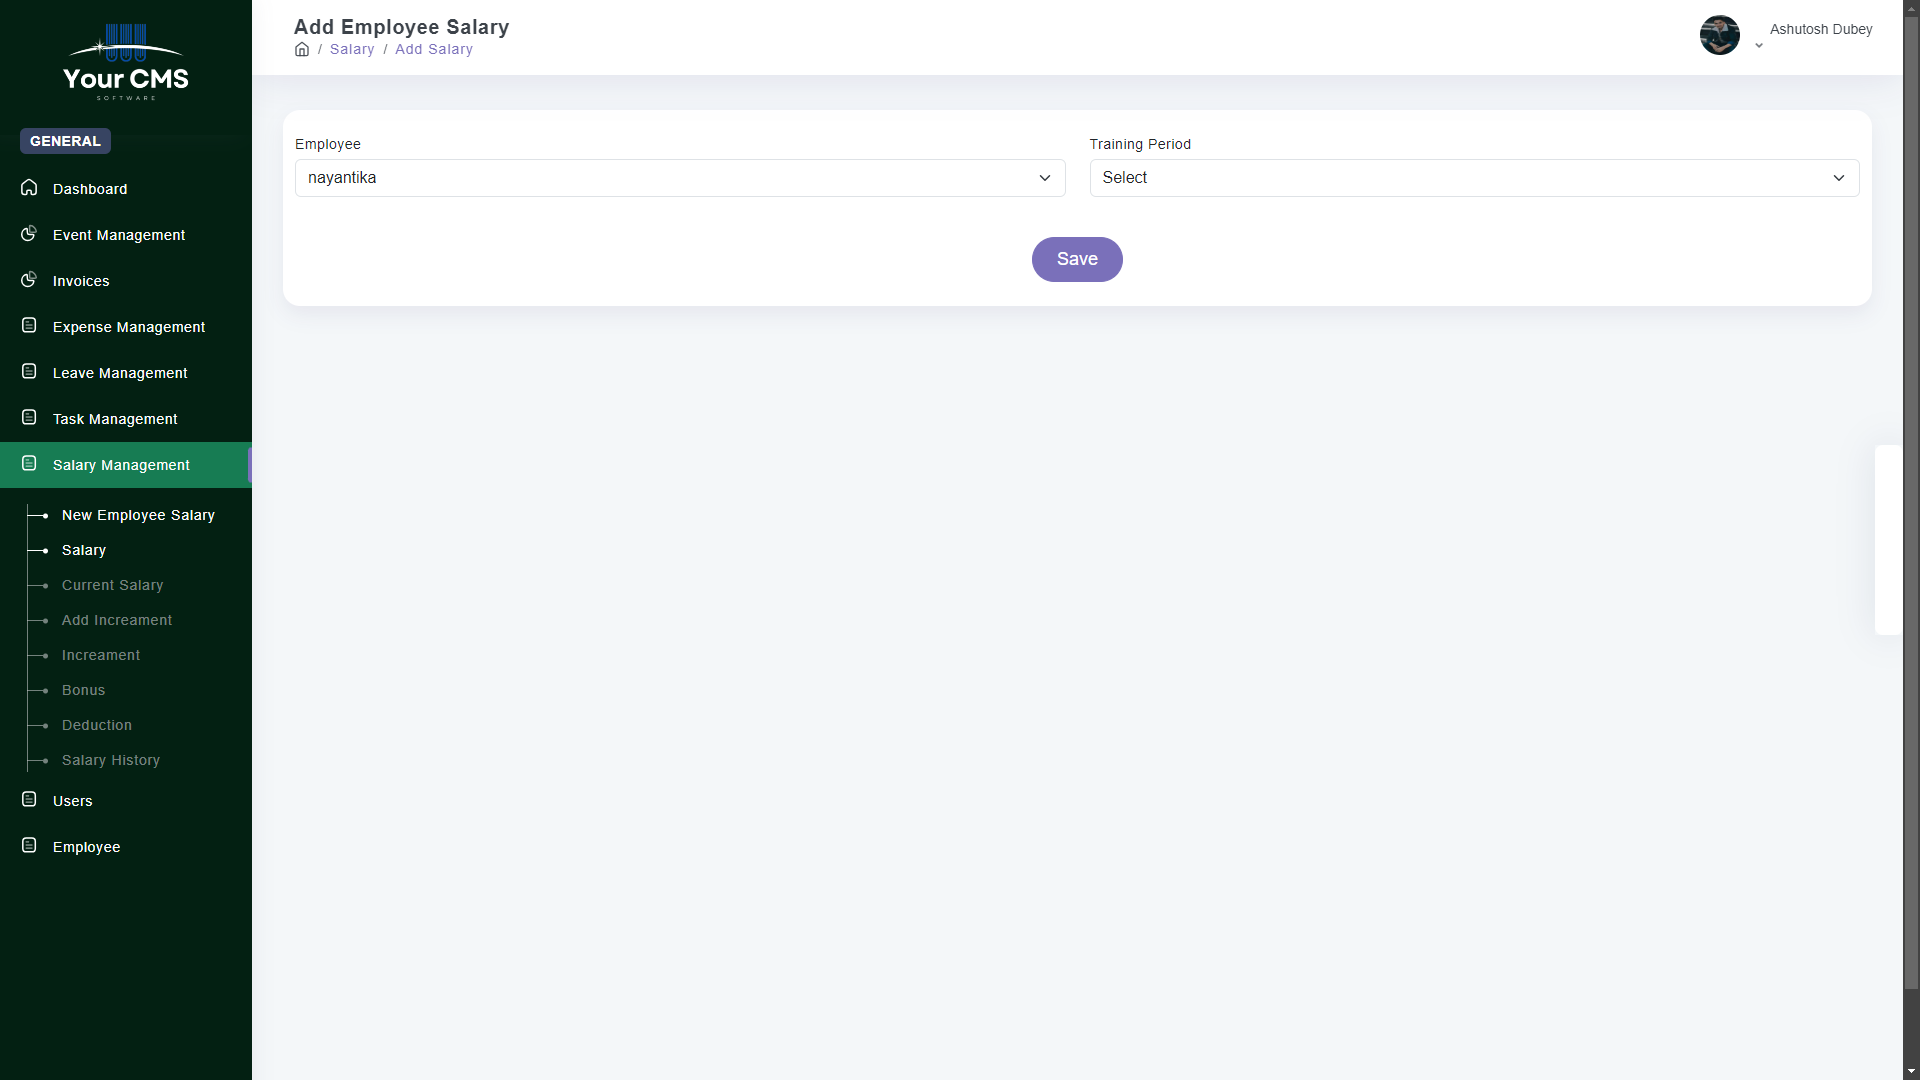 Your CMS
SOFTWARE
GENERAL
Dashboard
Event Management
Invoices
Expense Management
Leave Management
Task Management
Salary Management
New Employee Salary
Salary
Current Salary
Add Increament
Increament
Bonus
Deduction
Salary History
Users
Employee
Add Employee Salary
/ Salary / Add Salary
Ashutosh Dubey
Employee
nayantika
Training Period
Select
Save